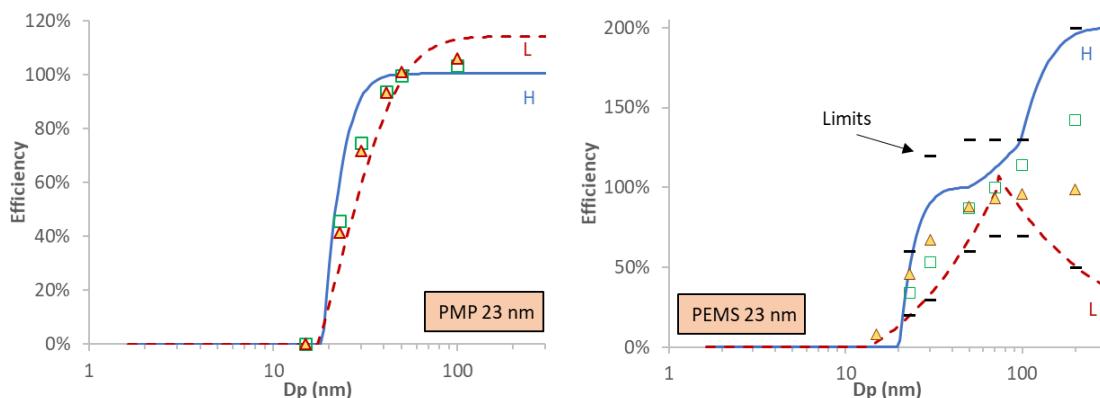 120%
100%
80%
60%
40%
20%
0%
Efficiency
L
H
PMP 23 nm
1
10
100
Dp (nm)
200%
150%
100%
50%
0%
Efficiency
H
Limits
L
PEMS 23 nm
1
10
100
Dp (nm)